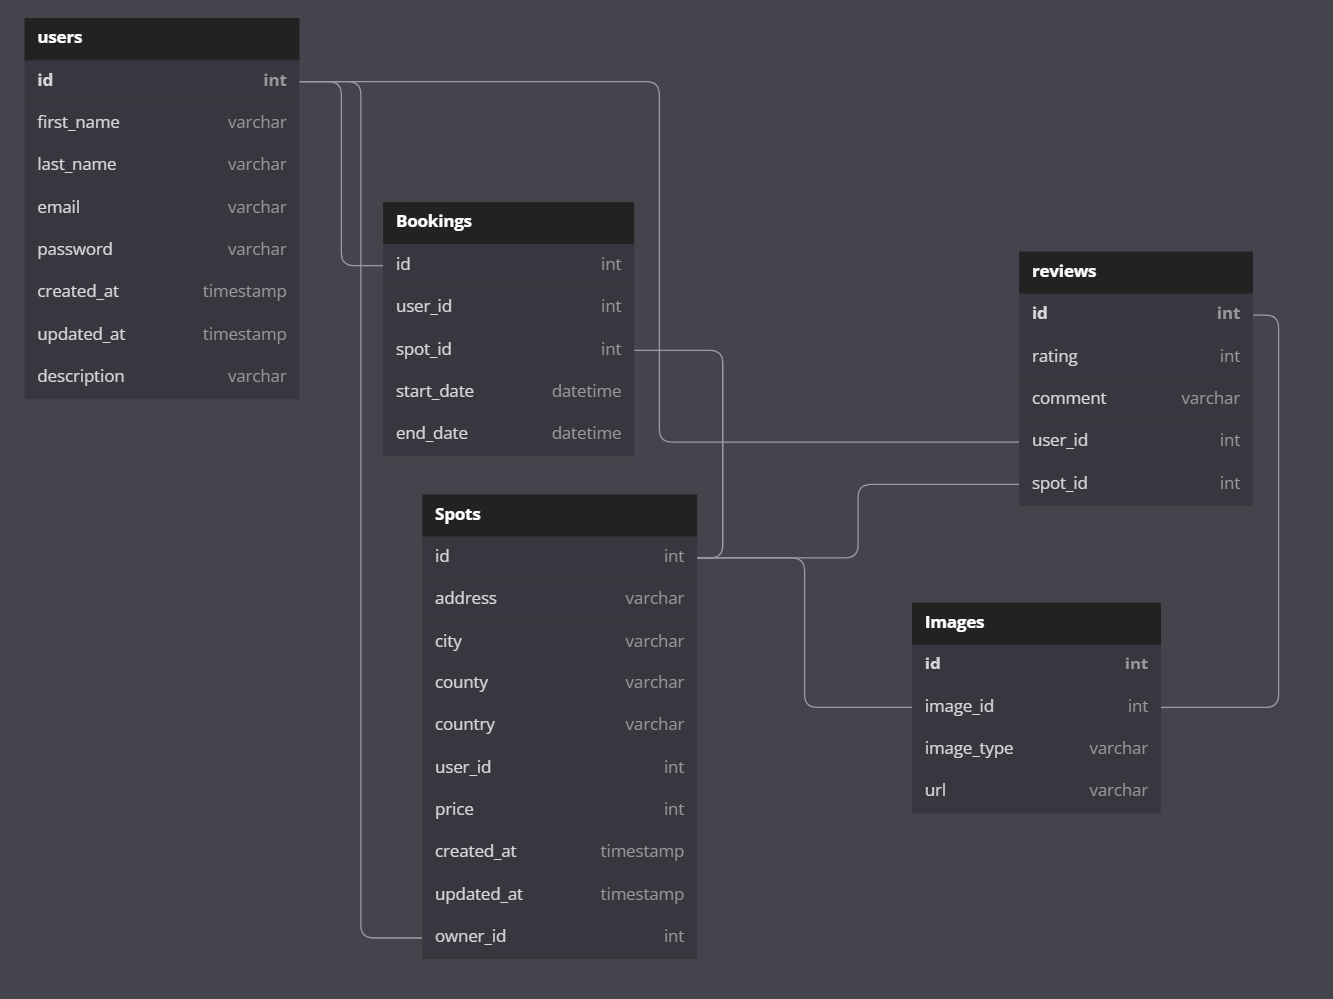 users
id int
first_name varchar
last_name varchar
email varchar
password varchar
created_at timestamp
updated_at timestamp
description varchar
Bookings
id int
user_id int
spot_id int
start_date datetime
end_date datetime
Spots
id int
address varchar
city varchar
county varchar
country varchar
user_id int
price int
created_at timestamp
updated_at timestamp
owner_id int
reviews
id int
rating int
comment varchar
user_id int
spot_id int
Images
id int
image_id int
image_type varchar
url varchar